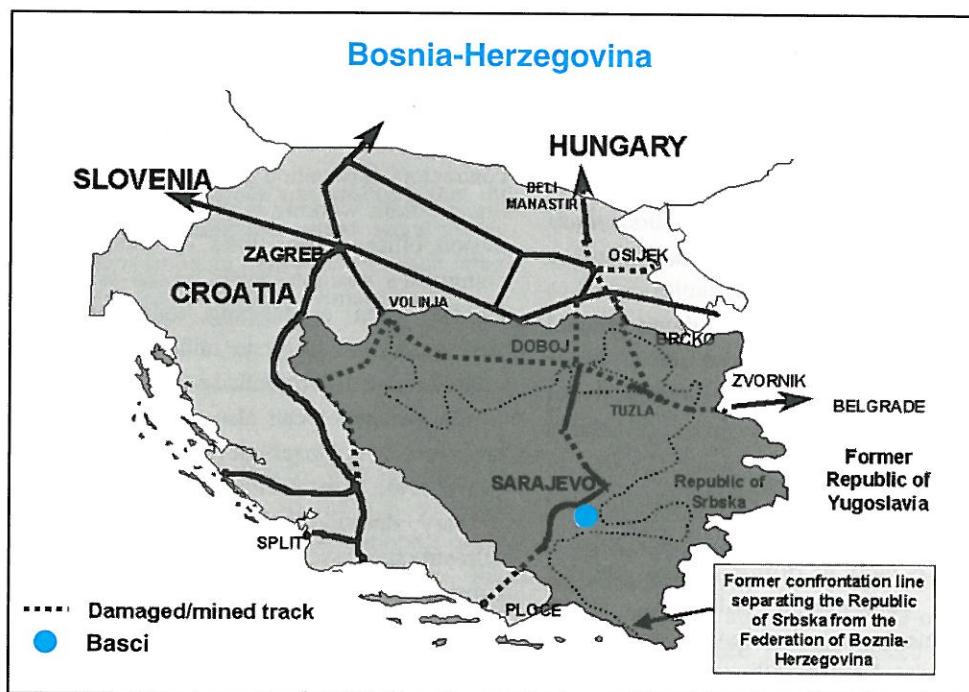 Bosnia-Herzegovina
HUNGARY
SLOVENIA
BELI
MANASTIR
ZAGREB
OSIJEK
CROATIA
VOLINJA
DOBOJ
BRCKO
ZVORNIK
TUZLA
BELGRADE
SARAJEVO
Republic of
Srbska
Former
Republic of
Yugoslavia
SPLIT
PLOCE
Damaged/mined track
Basci
Former confrontation line
separating the Republic
of Srbska from the
Federation of Boznia-
Herzegovina